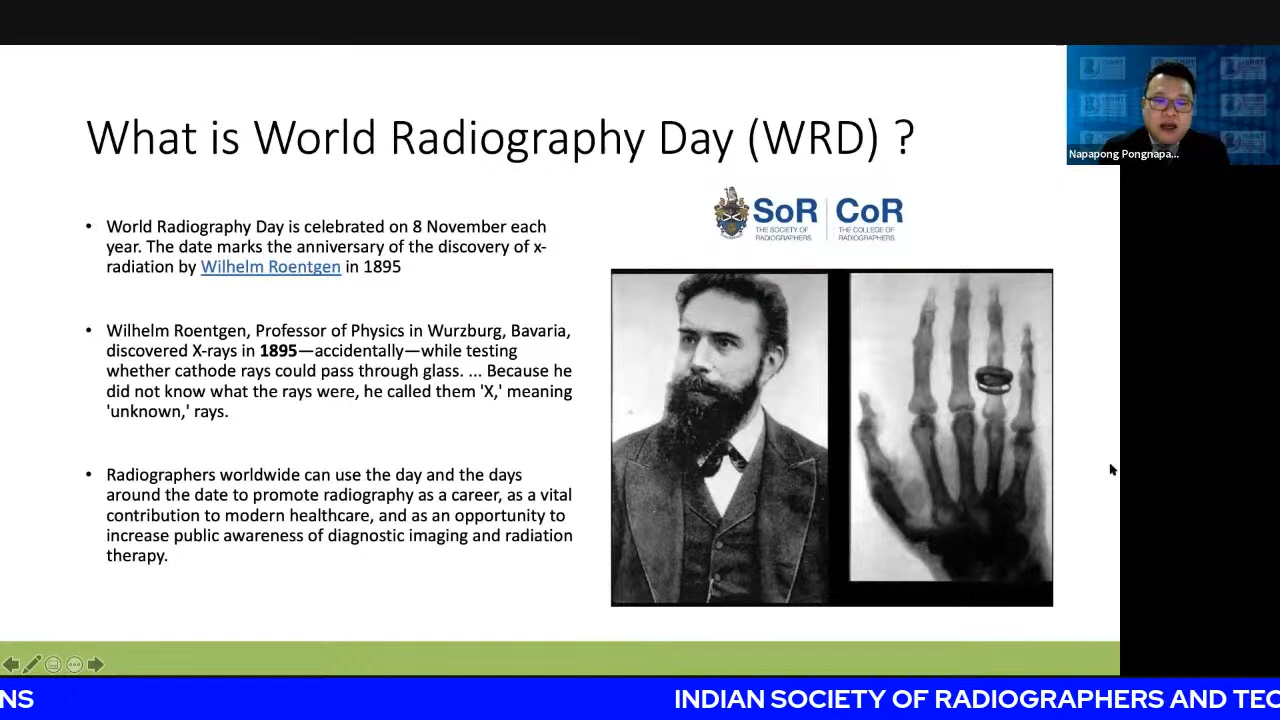 What is World Radiography Day (WRD) ?
• World Radiography Day is celebrated on 8 November each
year. The date marks the anniversary of the discovery of x-
radiation by Wilhelm Roentgen in 1895
• Wilhelm Roentgen, Professor of Physics in Wurzburg, Bavaria,
discovered X-rays in 1895—accidentally—while testing
whether cathode rays could pass through glass. ... Because he
did not know what the rays were, he called them 'X,' meaning
'unknown,' rays.
• Radiographers worldwide can use the day and the days
around the date to promote radiography as a career, as a vital
contribution to modern healthcare, and as an opportunity to
increase public awareness of diagnostic imaging and radiation
therapy.
SoR
THE SOCIETY OF
RADIOGRAPHERS
CoR
THE COLLEGE OF
RADIOGRAPHERS
Napapong Pongnapa...
NS
INDIAN SOCIETY OF RADIOGRAPHERS AND TEC